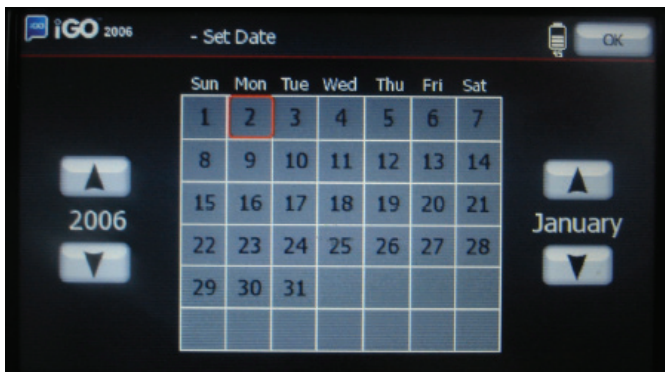 iGO 2006
- Set Date
OK
Sun Mon Tue Wed Thu Fri Sat
1 2 3 4 5 6 7
8 9 10 11 12 13 14
15 16 17 18 19 20 21
22 23 24 25 26 27 28
29 30 31
2006
January